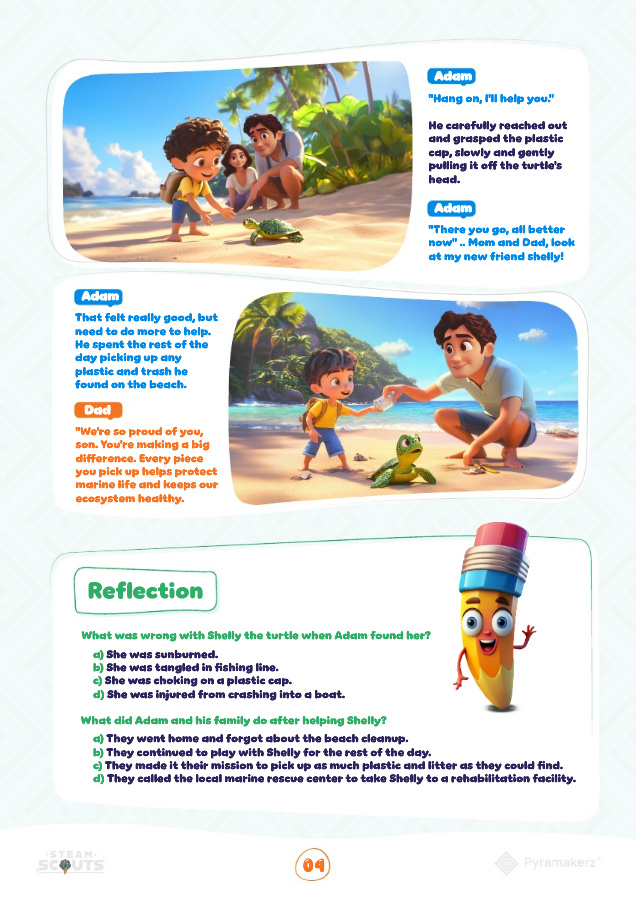 Adam
"Hang on, I'll help you."
He carefully reached out
and grasped the plastic
cap, slowly and gently
pulling it off the turtle's
head.
Adam
"There you go, all better
now" .. Mom and Dad, look
at my new friend shelly!
Adam
That felt really good, but
need to do more to help.
He spent the rest of the
day picking up any
plastic and trash he
found on the beach.
Dad
"We're so proud of you,
son. You're making a big
difference. Every piece
you pick up helps protect
marine life and keeps our
ecosystem healthy.
Reflection
What was wrong with Shelly the turtle when Adam found her?
a) She was sunburned.
b) She was tangled in fishing line.
c) She was choking on a plastic cap.
d) She was injured from crashing into a boat.
What did Adam and his family do after helping Shelly?
a) They went home and forgot about the beach cleanup.
b) They continued to play with Shelly for the rest of the day.
c) They made it their mission to pick up as much plastic and litter as they could find.
d) They called the local marine rescue center to take Shelly to a rehabilitation facility.
STEAM
SCOUTS
04
Pyramakerz